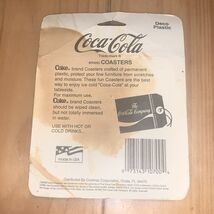 Deco
Plastic
Coca-Cola
Trademark ®
BRAND COASTERS
Coke® brand Coasters crafted of permanent
plastic, protect your fine furniture from scratches
and moisture. These fun Coasters are the best
way to enjoy ice cold "Coca-Cola" at your
tabletop.
For maximum use,
Coke® Brand Coasters
should be wiped clean,
but not totally immersed
in water.
USE WITH HOT OR
COLD DRINKS.
The
Coca-Cola Company
MADE IN USA
Distributed By